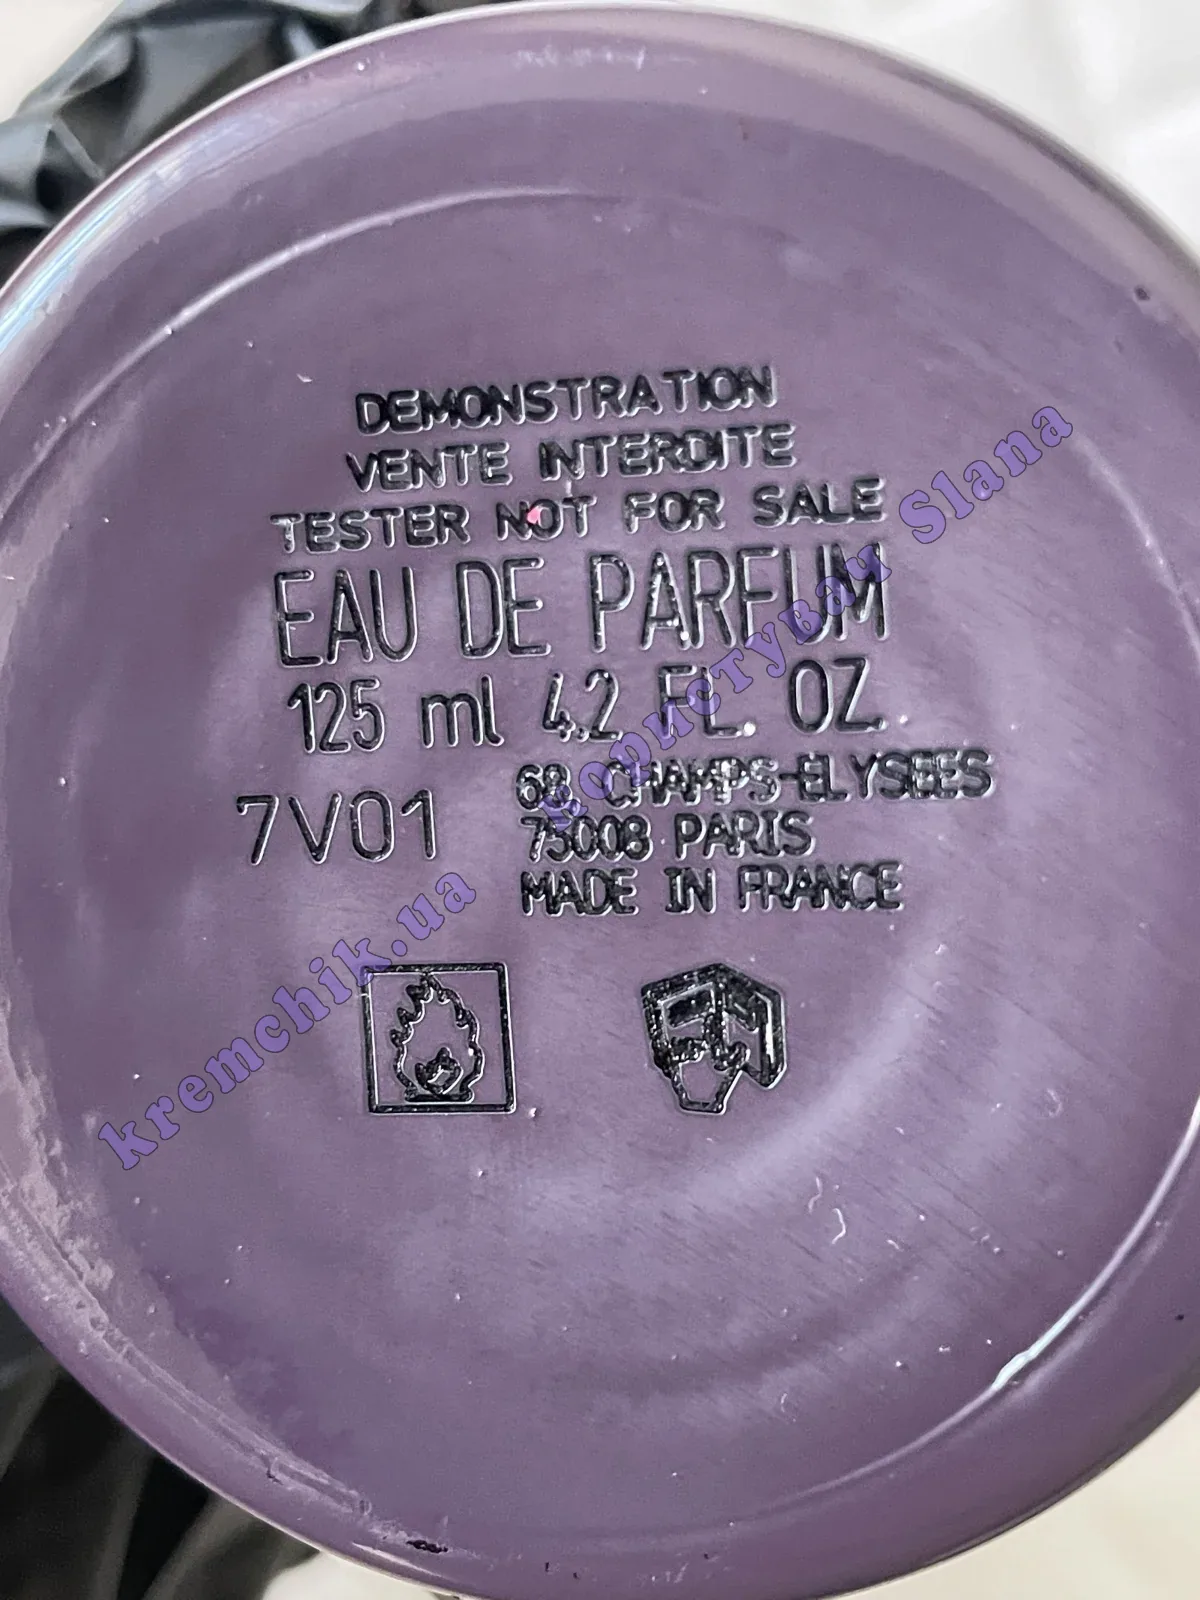 DEMONSTRATION
VENTE INTERDITE
TESTER NOT FOR SALE
EAU DE PARFUM
125 ml 4.2 FL. OZ.
7V01
68 CHAMPS-ELYSEES
75008 PARIS
MADE IN FRANCE
kremchik.ua користувач Slana